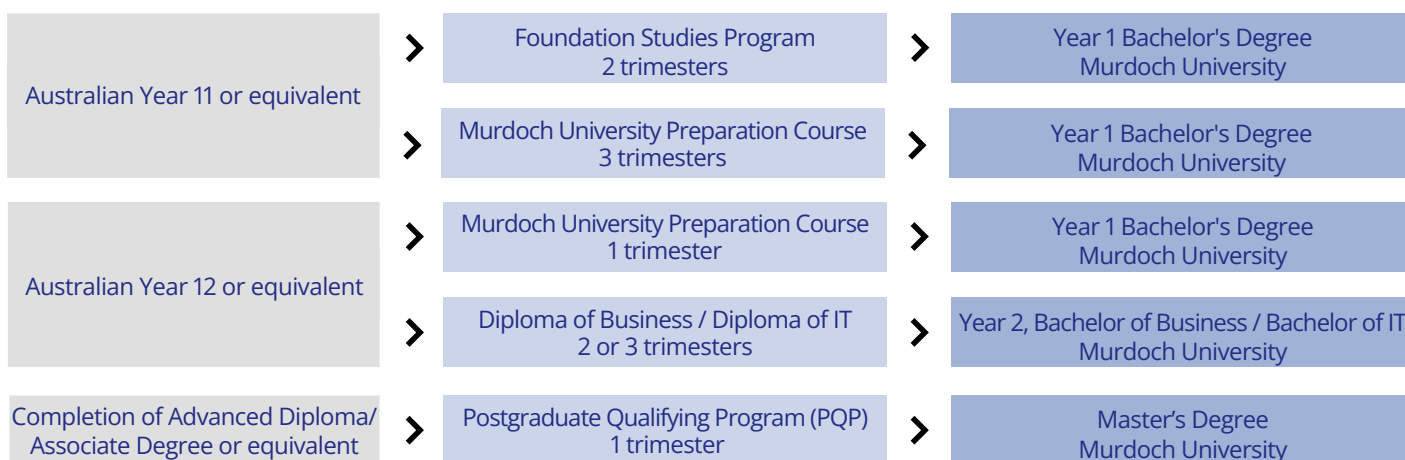 Australian Year 11 or equivalent
Foundation Studies Program
2 trimesters
Year 1 Bachelor's Degree
Murdoch University
Murdoch University Preparation Course
3 trimesters
Year 1 Bachelor's Degree
Murdoch University
Australian Year 12 or equivalent
Murdoch University Preparation Course
1 trimester
Year 1 Bachelor's Degree
Murdoch University
Diploma of Business / Diploma of IT
2 or 3 trimesters
Year 2, Bachelor of Business / Bachelor of IT
Murdoch University
Completion of Advanced Diploma/
Associate Degree or equivalent
Postgraduate Qualifying Program (PQP)
1 trimester
Master’s Degree
Murdoch University